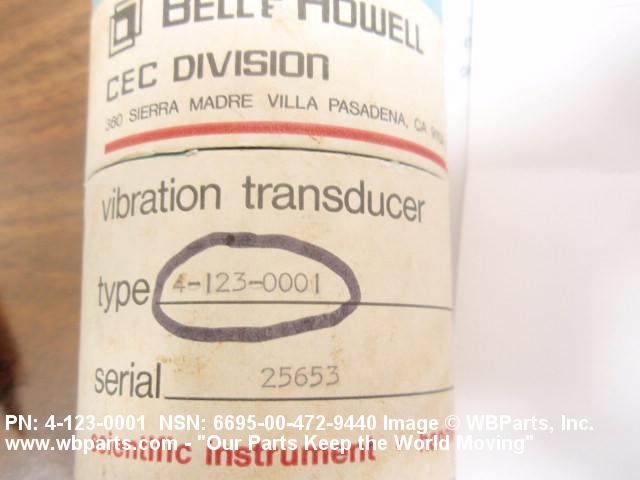 BELL & HOWELL
CEC DIVISION
360 SIERRA MADRE VILLA PASADENA, CA
vibration transducer
type 4-123-0001
serial 25653
scientific instrument
PN: 4-123-0001 NSN: 6695-00-472-9440 Image © WBParts, Inc.
www.wbparts.com - "Our Parts Keep the World Moving"